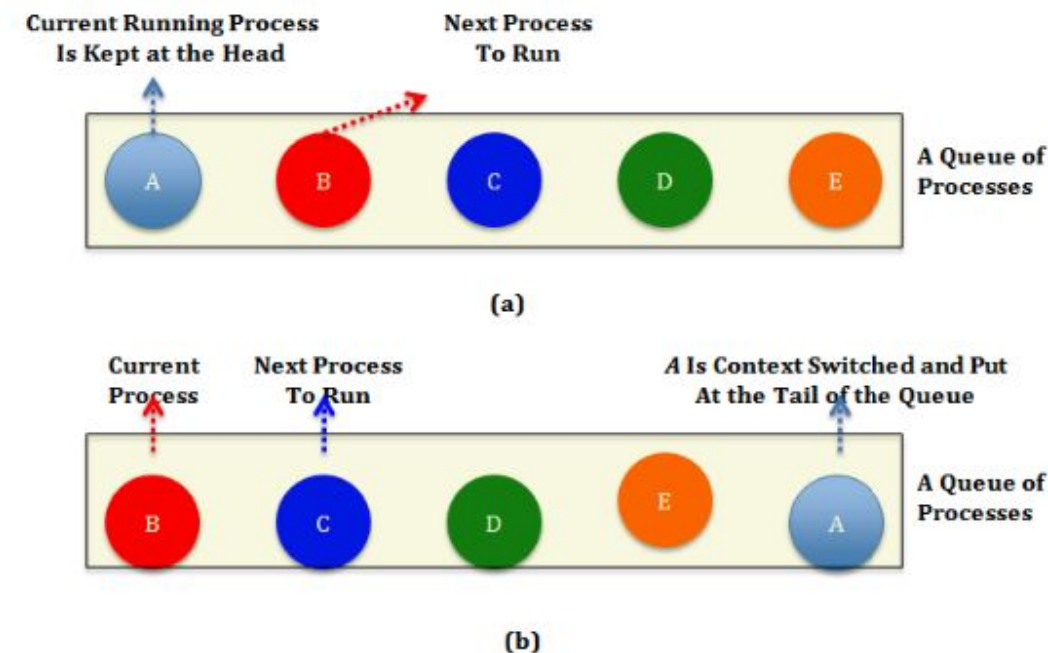 Current Running Process
Is Kept at the Head
Next Process
To Run
A
B
C
D
E
A Queue of
Processes
(a)
Current
Process
Next Process
To Run
A Is Context Switched and Put
At the Tail of the Queue
B
C
D
E
A
A Queue of
Processes
(b)